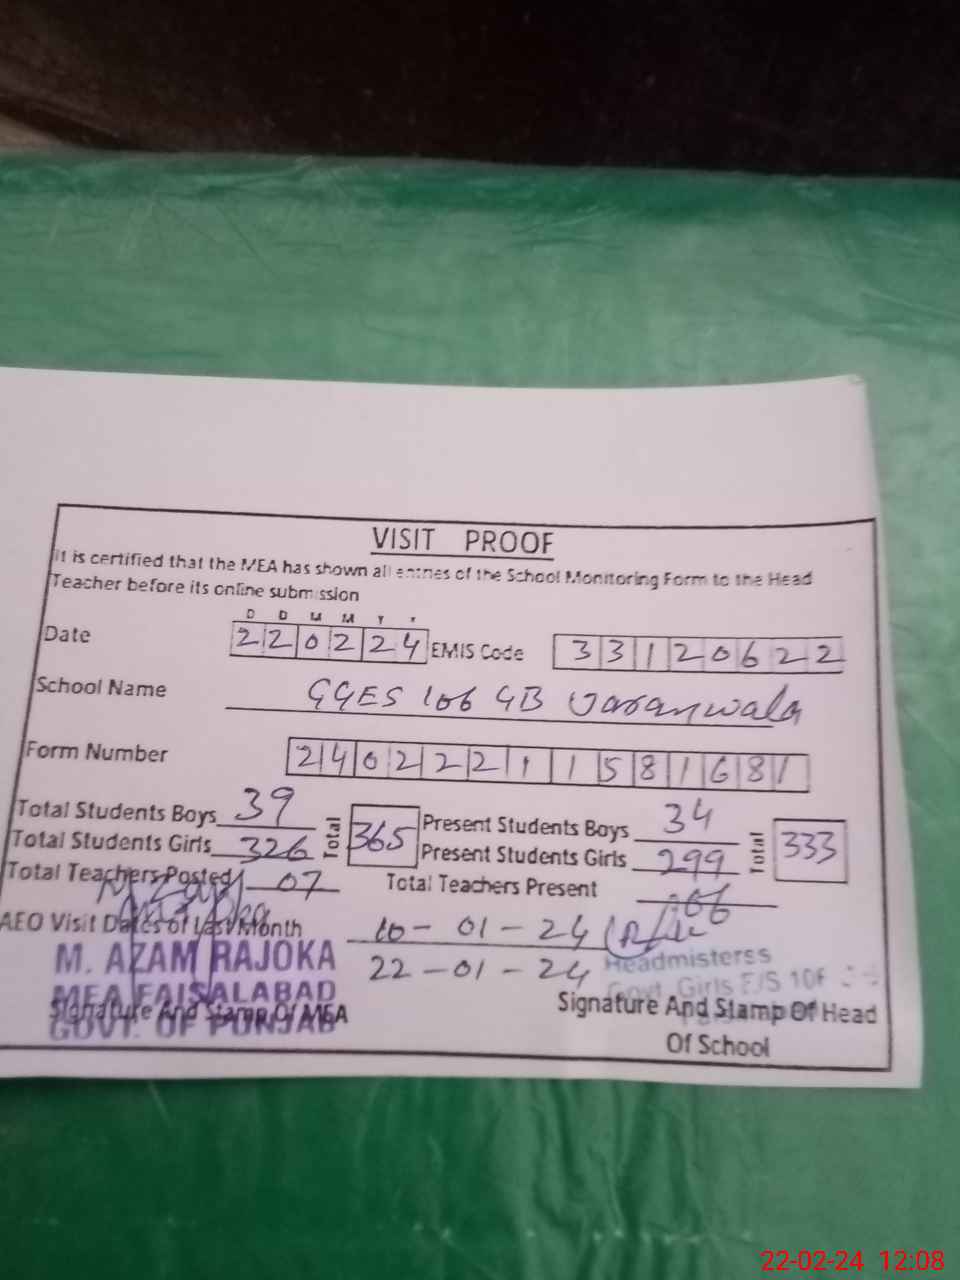 VISIT PROOF
It is certified that the MEA has shown all entries of the School Monitoring Form to the Head
Teacher before its online submission
D D M M Y Y
Date 220224 EMIS Code 33120622
School Name GGES 106 GB Jaranwala
Form Number 24022211581681
Total Students Boys 39 Total 365 Present Students Boys 34 Total 333
Total Students Girls 326 Present Students Girls 299
Total Teachers Posted 07 Total Teachers Present 06
AEO Visit Dates of Last Month 10-01-24
22-01-24
M. AZAM RAJOKA
MEA FAISALABAD
GOVT. OF PUNJAB
Signature And Stamp Of MEA
Headmisterss
Govt. Girls E/S 106
Signature And Stamp Of Head
Of School
22-02-24 12:08